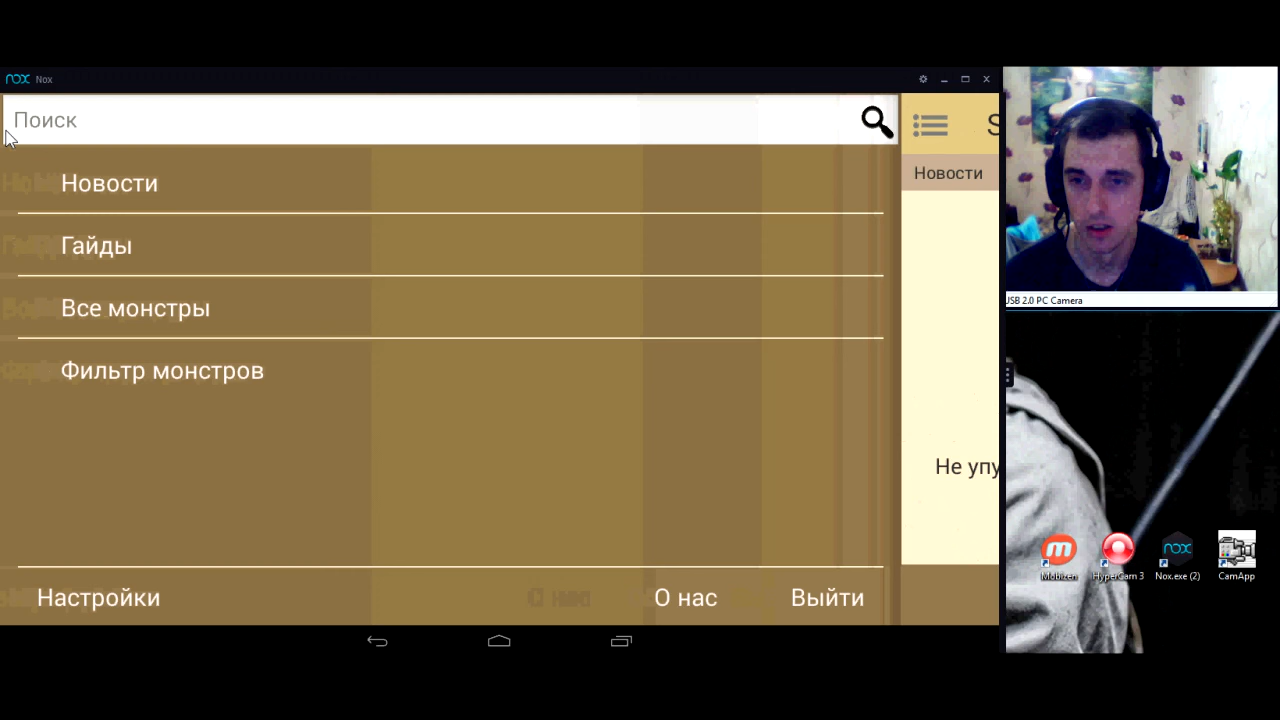 nox Nox
Поиск
S
Новости
Новости
Гайды
Все монстры
Фильтр монстров
Не упу
Настройки
О нас
Выйти
USB 2.0 PC Camera
m
nox
Mobizen
HyperCam 3
Nox.exe (2)
CamApp